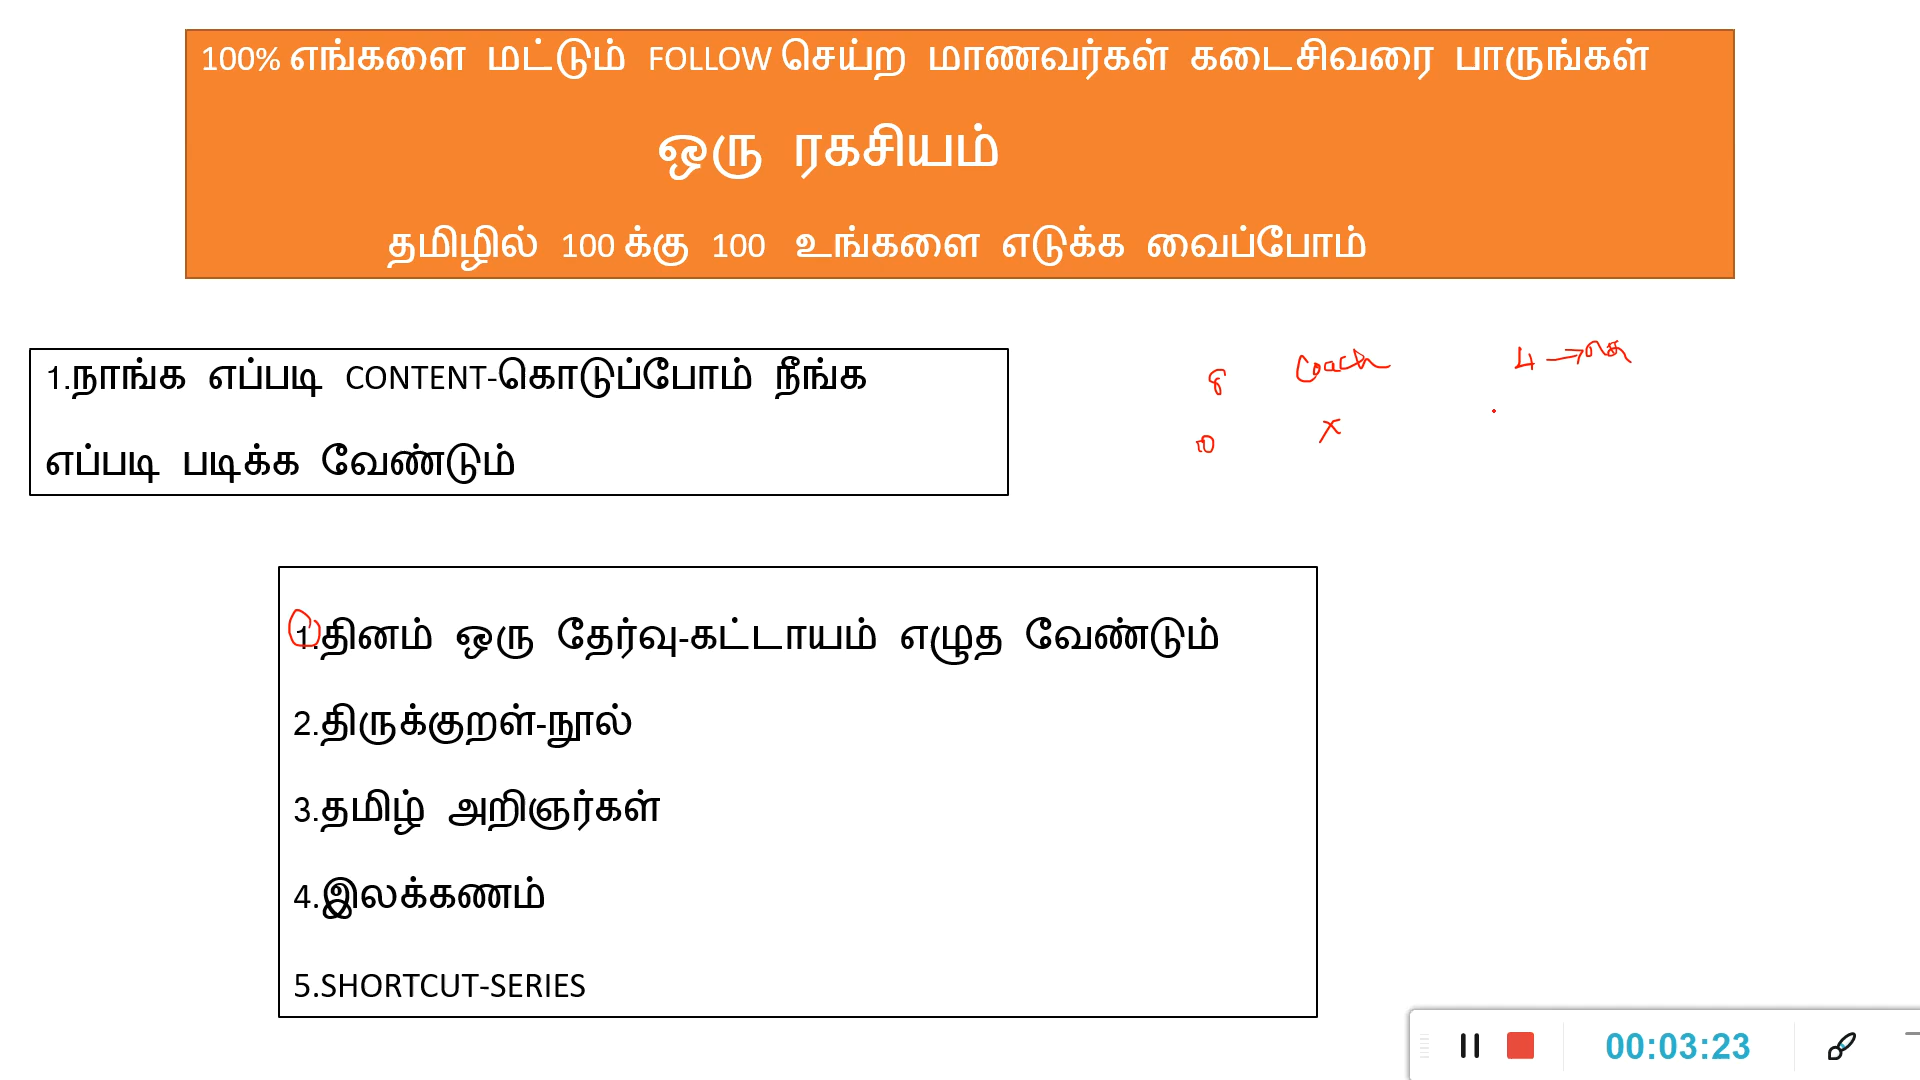 100% எங்களை மட்டும் FOLLOW செய்ற மாணவர்கள் கடைசிவரை பாருங்கள்
ஒரு ரகசியம்
தமிழில் 100 க்கு 100 உங்களை எடுக்க வைப்போம்
1.நாங்க எப்படி CONTENT-கொடுப்போம் நீங்க
எப்படி படிக்க வேண்டும்
8 Coach 4
x
1.தினம் ஒரு தேர்வு-கட்டாயம் எழுத வேண்டும்
2.திருக்குறள்-நூல்
3.தமிழ் அறிஞர்கள்
4.இலக்கணம்
5.SHORTCUT-SERIES
00:03:23